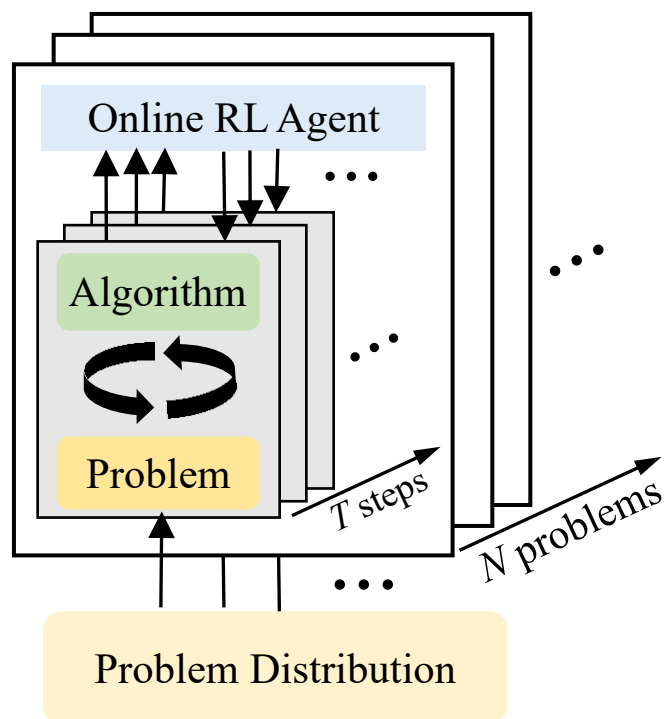 Online RL Agent
Algorithm
Problem
T steps
N problems
Problem Distribution